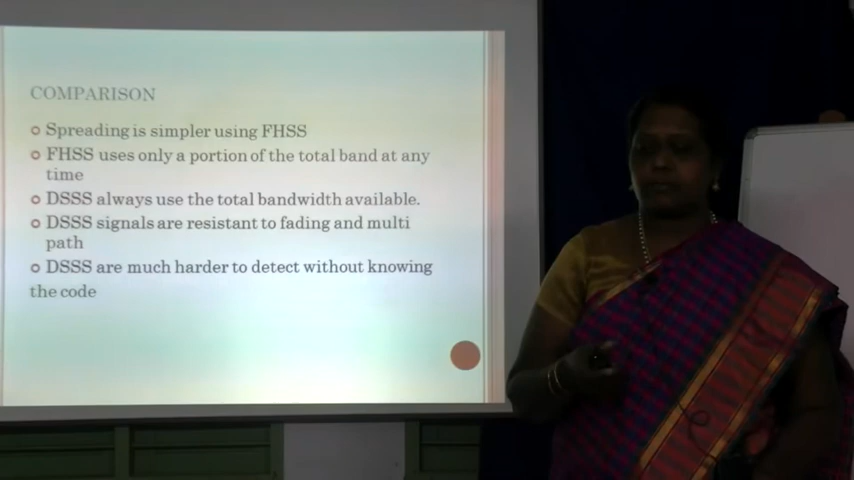 COMPARISON
Spreading is simpler using FHSS
FHSS uses only a portion of the total band at any
time
DSSS always use the total bandwidth available.
DSSS signals are resistant to fading and multi
path
DSSS are much harder to detect without knowing
the code